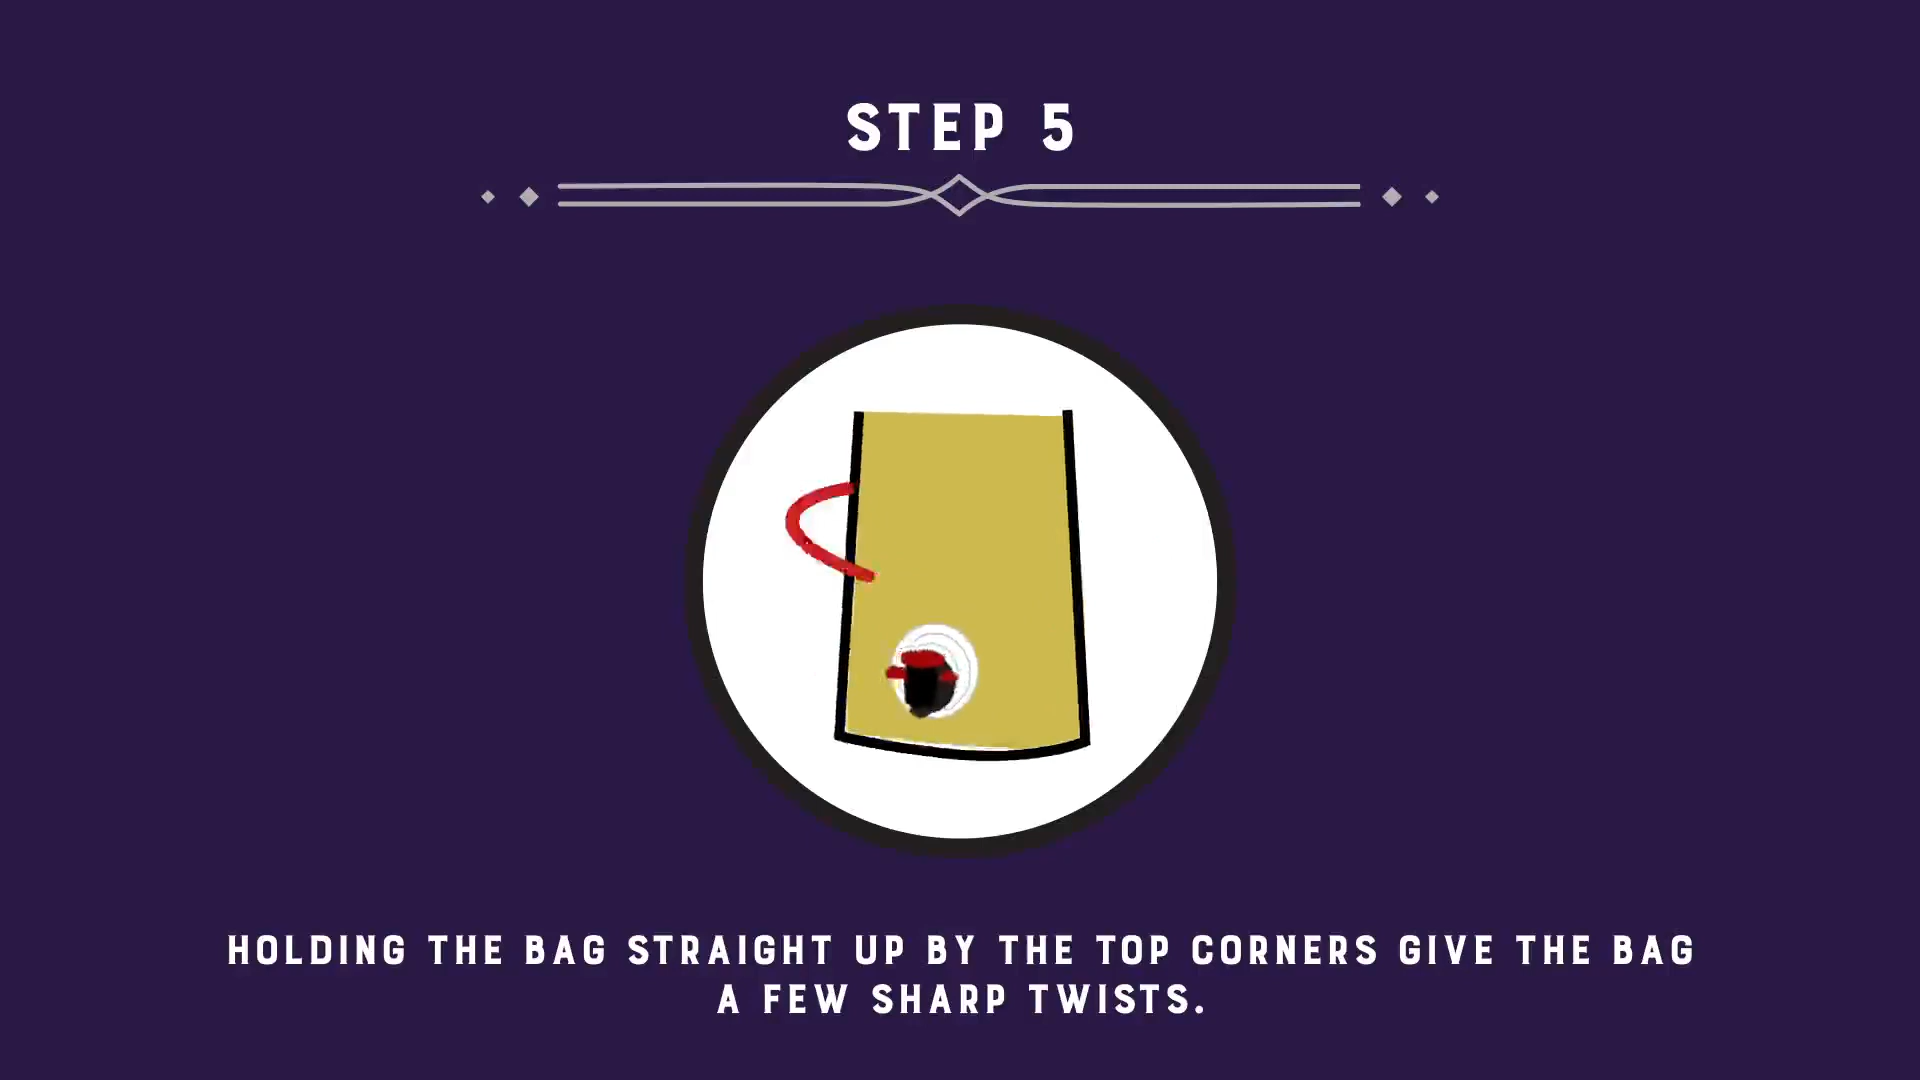 STEP 5
HOLDING THE BAG STRAIGHT UP BY THE TOP CORNERS GIVE THE BAG
A FEW SHARP TWISTS.